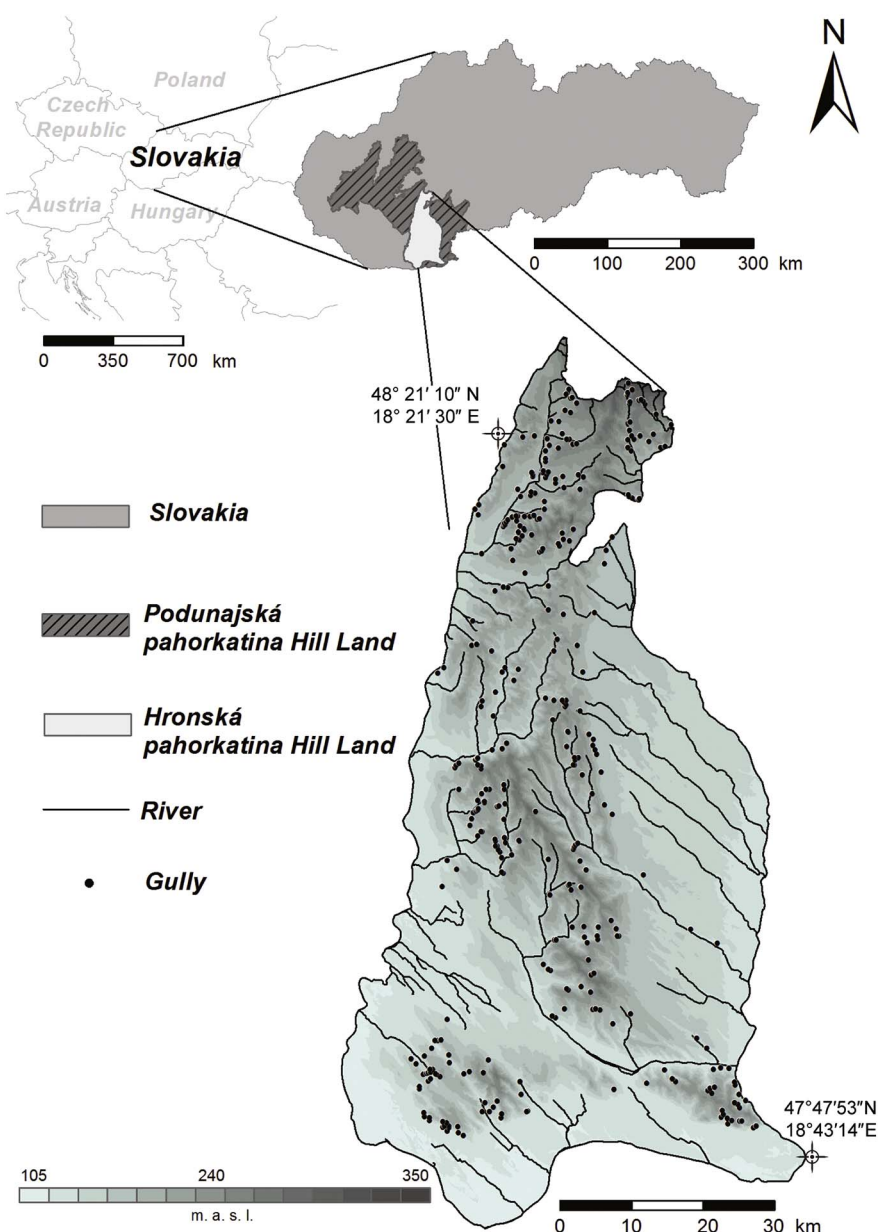 Poland
Czech
Republic
Slovakia
Austria
Hungary
N
0 100 200 300 km
0 350 700 km
48° 21′ 10″ N
18° 21′ 30″ E
Slovakia
Podunajská
pahorkatina Hill Land
Hronská
pahorkatina Hill Land
River
Gully
47°47′53″N
18°43′14″E
105 240 350
m. a. s. l.
0 10 20 30 km